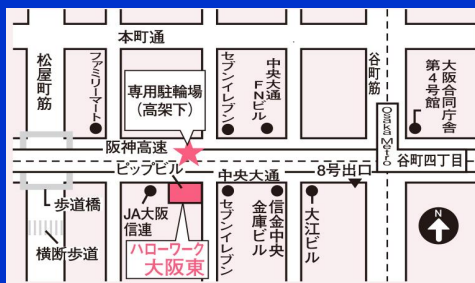 本町通
松屋町筋
ファミリーマート
専用駐輪場
(高架下)
セブンイレブン
中央大通
FNビル
谷町筋
大阪合同庁舎
第4号館
Osaka Metro
阪神高速
谷町四丁目
ピップビル
中央大通
8号出口
歩道橋
JA大阪
信連
ハローワーク
大阪東
セブンイレブン
信金中央
金庫ビル
大江ビル
横断歩道
N